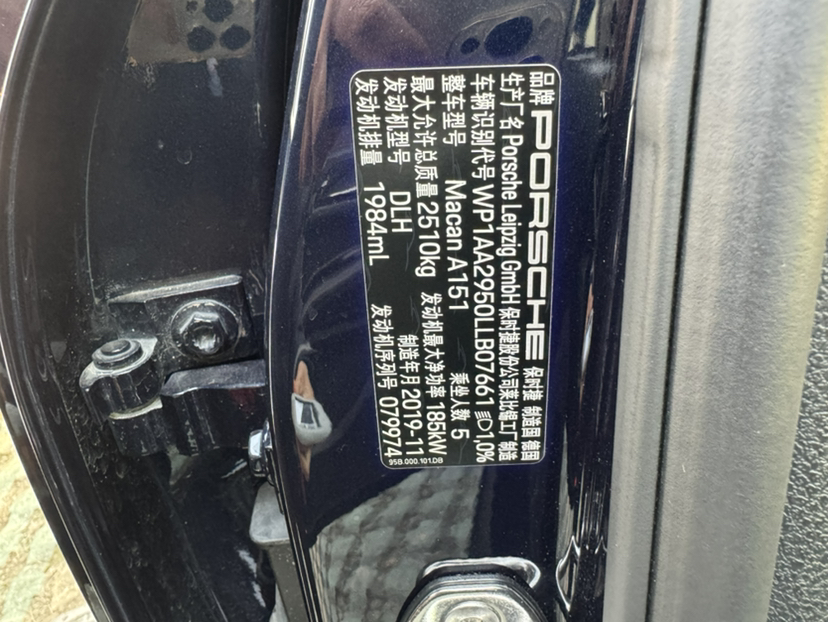 品牌 PORSCHE 保时捷 制造国 德国
生产厂名 Porsche Leipzig GmbH 保时捷股份公司莱比锡工厂 制造
车辆识别代号 WP1AA2950LLB07661 1,0%
整车型号 Macan A151 乘坐人数 5
最大允许总质量 2510kg 发动机最大净功率 185kW
发动机型号 DLH 制造年月 2019-11
发动机排量 1984mL 发动机序列号 079974
95B.000.101.DB